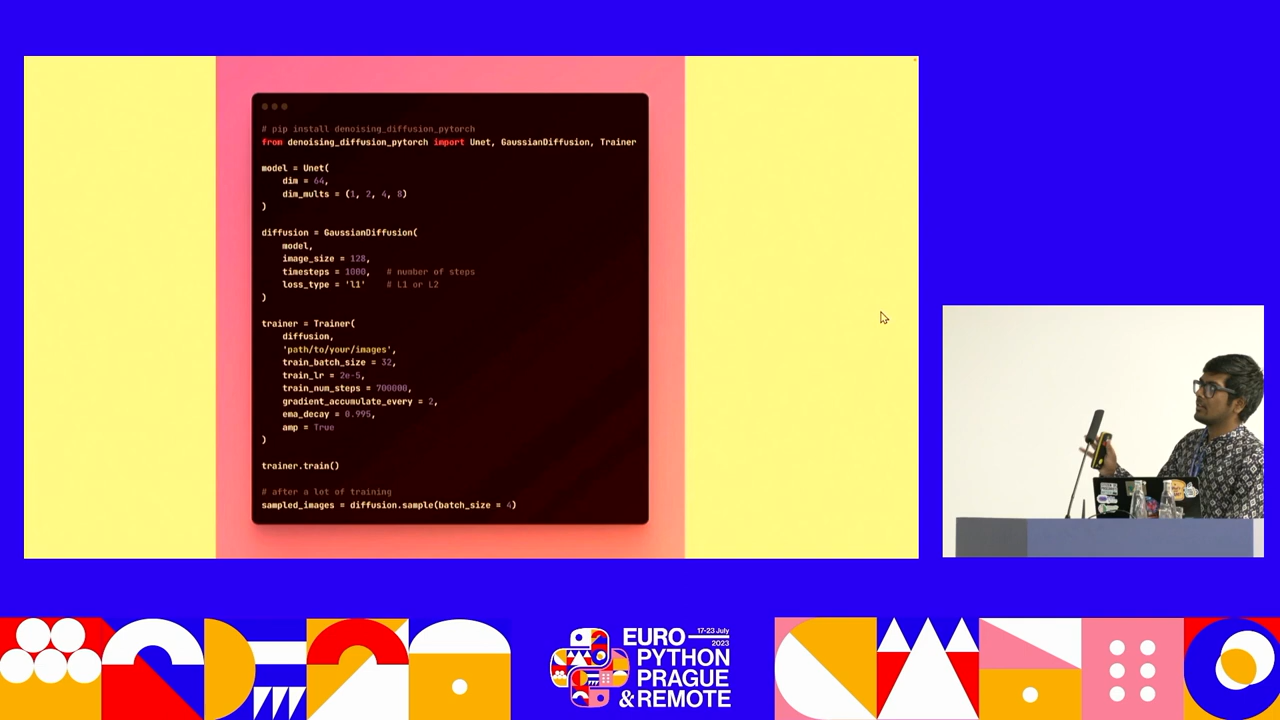 # pip install denoising_diffusion_pytorch
from denoising_diffusion_pytorch import Unet, GaussianDiffusion, Trainer
model = Unet(
dim = 64,
dim_mults = (1, 2, 4, 8)
)
diffusion = GaussianDiffusion(
model,
image_size = 128,
timesteps = 1000, # number of steps
loss_type = 'l1' # L1 or L2
)
trainer = Trainer(
diffusion,
'path/to/your/images',
train_batch_size = 32,
train_lr = 2e-5,
train_num_steps = 700000,
gradient_accumulate_every = 2,
ema_decay = 0.995,
amp = True
)
trainer.train()
# after a lot of training
sampled_images = diffusion.sample(batch_size = 4)
EURO 17-23 July
2023
PYTHON
PRAGUE
& REMOTE